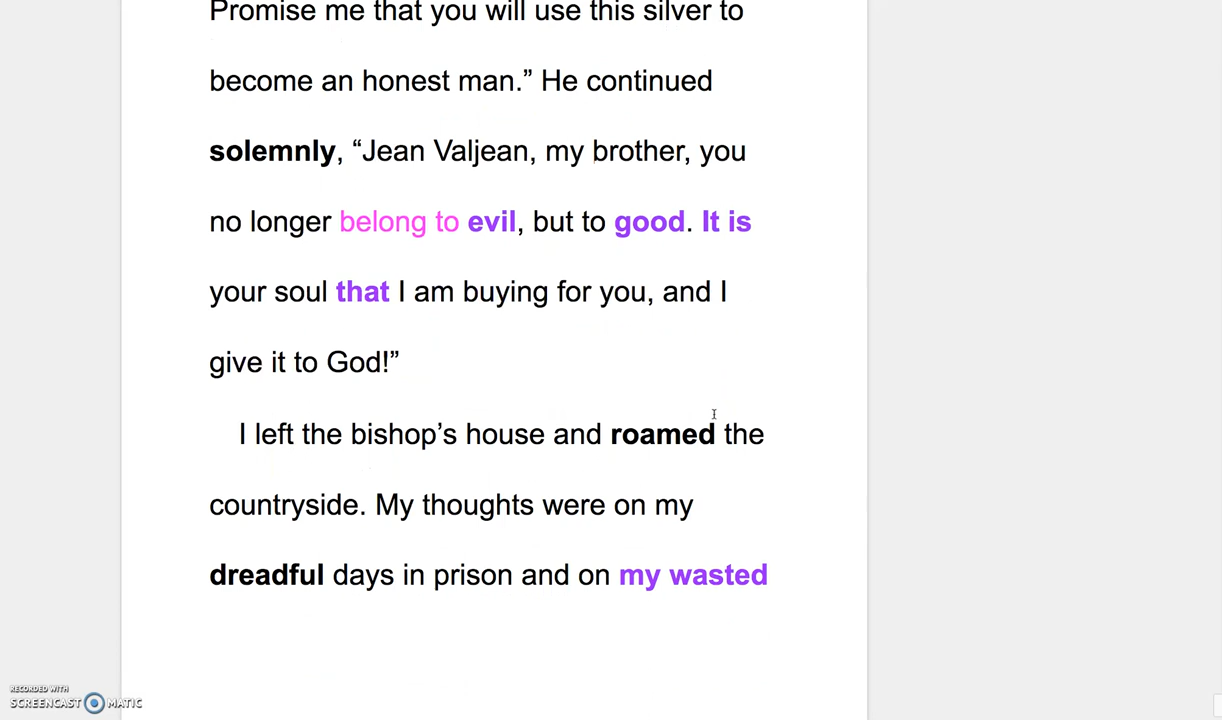 Promise me that you will use this silver to
become an honest man.” He continued
solemnly, “Jean Valjean, my brother, you
no longer belong to evil, but to good. It is
your soul that I am buying for you, and I
give it to God!”
I left the bishop’s house and roamed the
countryside. My thoughts were on my
dreadful days in prison and on my wasted
RECORDED WITH
SCREENCAST MATIC